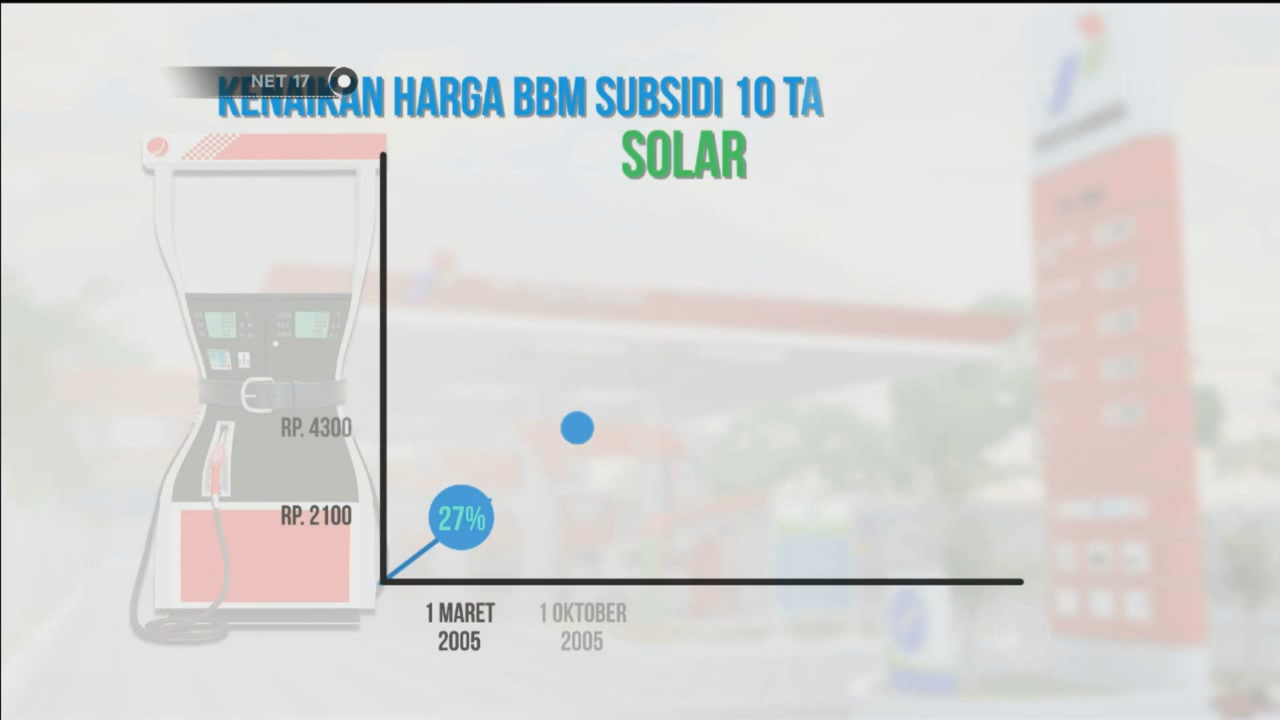 NET 17
KENAIKAN HARGA BBM SUBSIDI 10 TA
SOLAR
RP. 4300
27%
RP. 2100
1 MARET
2005
1 OKTOBER
2005